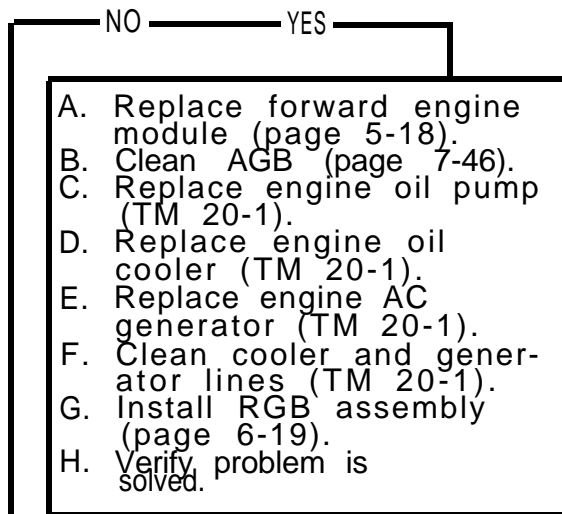 NO YES
A. Replace forward engine
module (page 5-18).
B. Clean AGB (page 7-46).
C. Replace engine oil pump
(TM 20-1).
D. Replace engine oil
cooler (TM 20-1).
E. Replace engine AC
generator (TM 20-1).
F. Clean cooler and gener-
ator lines (TM 20-1).
G. Install RGB assembly
(page 6-19).
H. Verify problem is
solved.